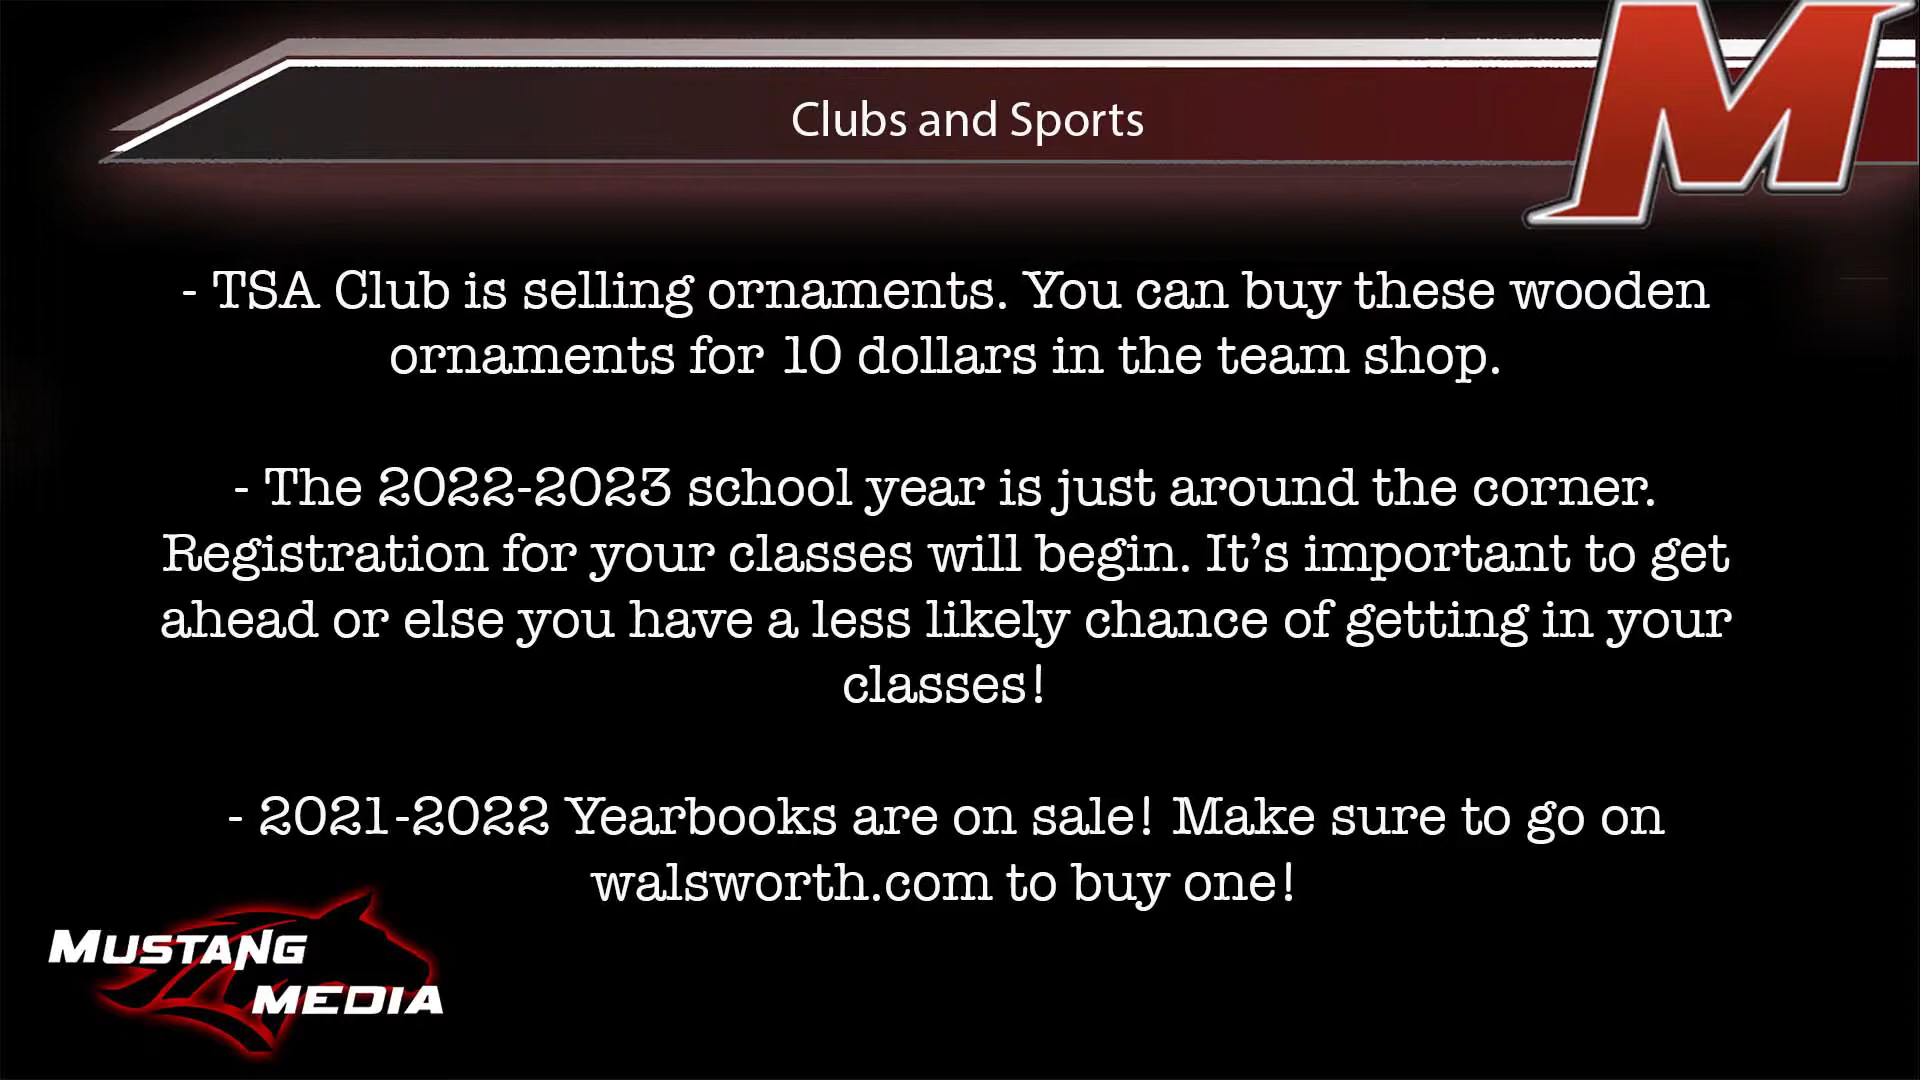 Clubs and Sports
M
- TSA Club is selling ornaments. You can buy these wooden
ornaments for 10 dollars in the team shop.
- The 2022-2023 school year is just around the corner.
Registration for your classes will begin. It’s important to get
ahead or else you have a less likely chance of getting in your
classes!
- 2021-2022 Yearbooks are on sale! Make sure to go on
walsworth.com to buy one!
MUSTANG
MEDIA